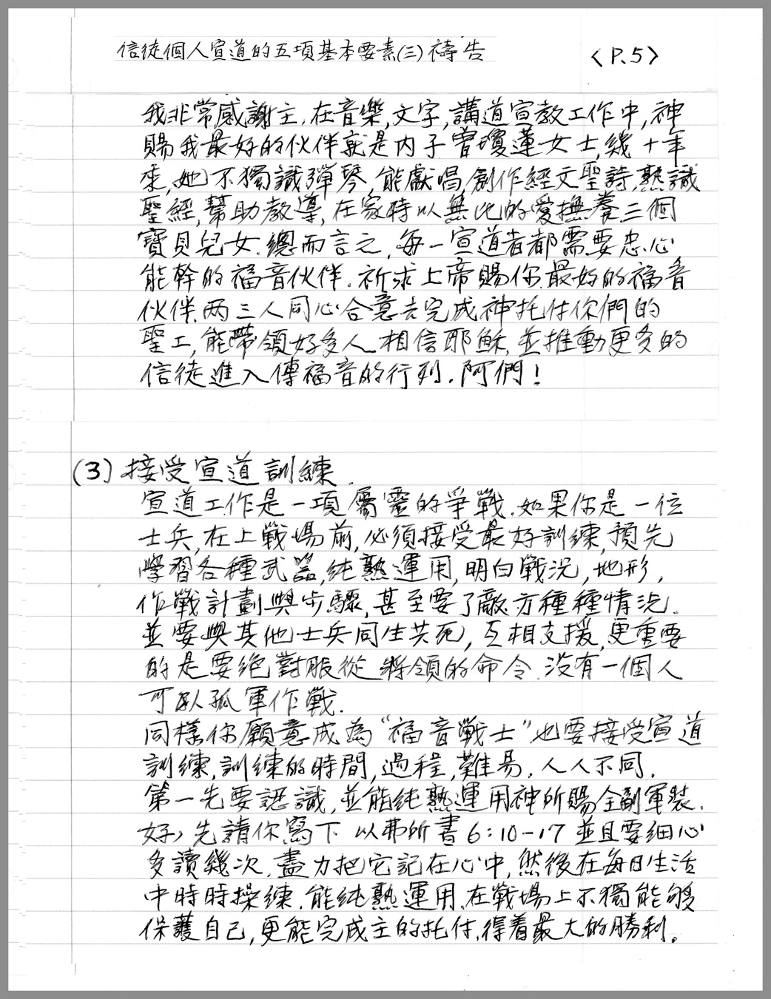 信徒個人宣道的五項基本要素(三)禱告
<P.5>
我非常感謝主,在音樂,文字,講道宣教工作中,神
賜我最好的伙伴就是內子曾瓊蓮女士,幾十年
來,她不獨識彈琴,能獻唱,創作經文聖詩,熟識
聖經,幫助教導,在家時以無比的愛撫養三個
寶貝兒女.總而言之,每一宣道者都需要忠心
能幹的福音伙伴.祈求上帝賜你最好的福音
伙伴,两三人同心合意去完成神托付你們的
聖工,能帶領好多人相信耶穌,並推動更多的
信徒進入傳福音的行列.阿們!
(3)接受宣道訓練.
宣道工作是一項屬靈的爭戰.如果你是一位
士兵,在上戰場前,必須接受最好訓練,預先
學習各種武器,純熟運用,明白戰況,地形,
作戰計劃與步驟,甚至要了敵方種種情況.
並要與其他士兵同生共死,互相支援,更重要
的是要絕對服從將領的命令.沒有一個人
可以孤軍作戰.
同樣你願意成為"福音戰士"也要接受宣道
訓練,訓練的時間,過程,難易,人人不同.
第一先要認識,並能純熟運用神所賜全副軍裝.
好,先請你寫下 以弗所書6:10-17 並且要細心
多讀幾次,盡力把它記在心中,然後在每日生活
中時時操練.能純熟運用.在戰場上不獨能够
保護自己,更能完成主的托付,得着最大的勝利。